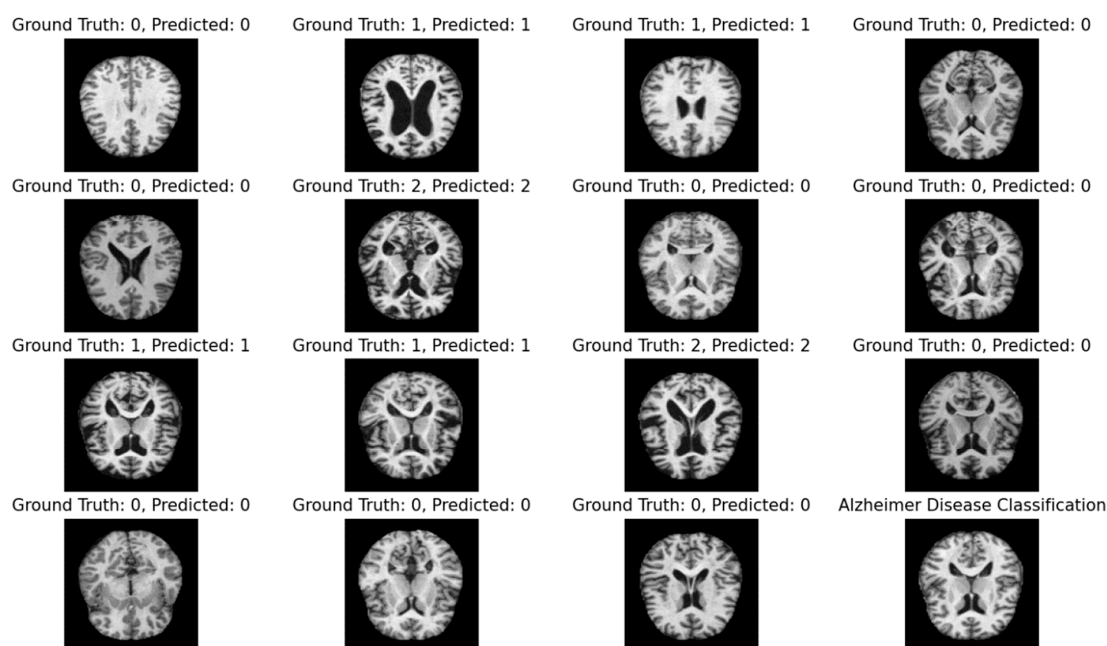 Ground Truth: 0, Predicted: 0
Ground Truth: 1, Predicted: 1
Ground Truth: 1, Predicted: 1
Ground Truth: 0, Predicted: 0
Ground Truth: 0, Predicted: 0
Ground Truth: 2, Predicted: 2
Ground Truth: 0, Predicted: 0
Ground Truth: 0, Predicted: 0
Ground Truth: 1, Predicted: 1
Ground Truth: 1, Predicted: 1
Ground Truth: 2, Predicted: 2
Ground Truth: 0, Predicted: 0
Ground Truth: 0, Predicted: 0
Ground Truth: 0, Predicted: 0
Ground Truth: 0, Predicted: 0
Alzheimer Disease Classification